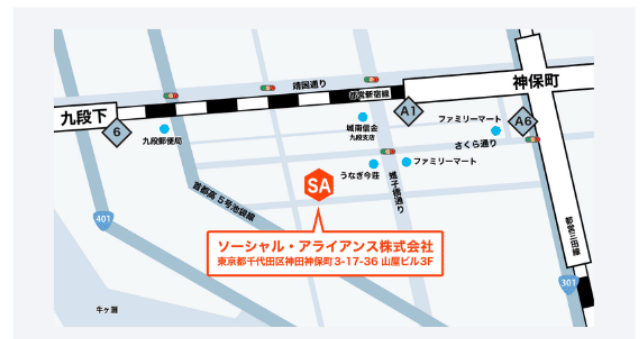 靖国通り
都営新宿線
神保町
九段下
6
九段郵便局
城南信金
九段支店
A1
ファミリーマート
A6
さくら通り
うなぎ今荘
ファミリーマート
SA
首都高 5号池袋線
雉子橋通り
401
ソーシャル・アライアンス株式会社
東京都千代田区神田神保町 3-17-36 山屋ビル3F
都営三田線
301
牛ヶ淵